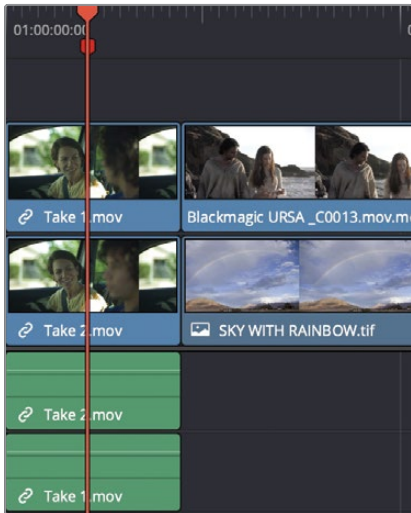 01:00:00:00
Take 1.mov
Blackmagic URSA _C0013.mov.m
Take 2.mov
SKY WITH RAINBOW.tif
Take 2.mov
Take 1.mov